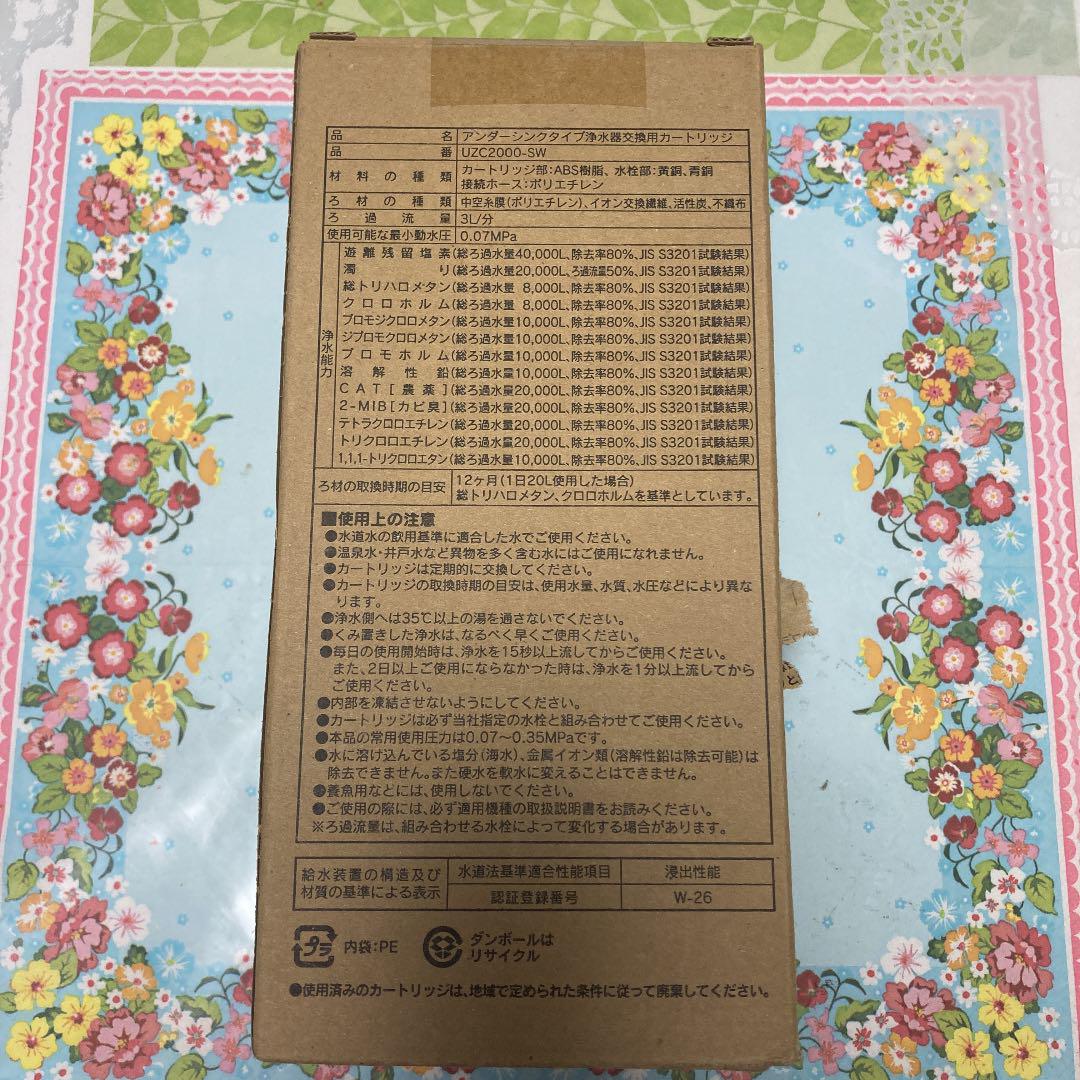 品名 アンダーシンクタイプ浄水器交換用カートリッジ
品番 UZC2000-SW
材料の種類 カートリッジ部:ABS樹脂、水栓部:黄銅、青銅
接続ホース:ポリエチレン
ろ材の種類 中空糸膜(ポリエチレン)、イオン交換繊維、活性炭、不織布
ろ過流量 3L/分
使用可能な最小動水圧 0.07MPa
浄水能力
遊離残留塩素(総ろ過水量40,000L、除去率80%、JIS S3201試験結果)
濁り(総ろ過水量20,000L、ろ過流量50%、JIS S3201試験結果)
総トリハロメタン(総ろ過水量 8,000L、除去率80%、JIS S3201試験結果)
クロロホルム(総ろ過水量 8,000L、除去率80%、JIS S3201試験結果)
ブロモジクロロメタン(総ろ過水量10,000L、除去率80%、JIS S3201試験結果)
ジブロモクロロメタン(総ろ過水量10,000L、除去率80%、JIS S3201試験結果)
ブロモホルム(総ろ過水量10,000L、除去率80%、JIS S3201試験結果)
溶解性鉛(総ろ過水量10,000L、除去率80%、JIS S3201試験結果)
CAT[農薬](総ろ過水量20,000L、除去率80%、JIS S3201試験結果)
2-MIB[カビ臭](総ろ過水量20,000L、除去率80%、JIS S3201試験結果)
テトラクロロエチレン(総ろ過水量20,000L、除去率80%、JIS S3201試験結果)
トリクロロエチレン(総ろ過水量20,000L、除去率80%、JIS S3201試験結果)
1,1,1-トリクロロエタン(総ろ過水量10,000L、除去率80%、JIS S3201試験結果)
ろ材の取換時期の目安 12ヶ月(1日20L使用した場合)
総トリハロメタン、クロロホルムを基準としています。
■使用上の注意
●水道水の飲用基準に適合した水でご使用ください。
●温泉水・井戸水など異物を多く含む水にはご使用になれません。
●カートリッジは定期的に交換してください。
●カートリッジの取換時期の目安は、使用水量、水質、水圧などにより異な
ります。
●浄水側へは35℃以上の湯を通さないでください。
●くみ置きした浄水は、なるべく早くご使用ください。
●毎日の使用開始時は、浄水を15秒以上流してからご使用ください。
また、2日以上ご使用にならなかった時は、浄水を1分以上流してから
ご使用ください。
●内部を凍結させないようにしてください。
●カートリッジは必ず当社指定の水栓と組み合わせてご使用ください。
●本品の常用使用圧力は0.07〜0.35MPaです。
●水に溶け込んでいる塩分(海水)、金属イオン類(溶解性鉛は除去可能)は
除去できません。また硬水を軟水に変えることはできません。
●養魚用などには、使用しないでください。
●ご使用の際には、必ず適用機種の取扱説明書をお読みください。
※ろ過流量は、組み合わせる水栓によって変化する場合があります。
給水装置の構造及び
材質の基準による表示
水道法基準適合性能項目 浸出性能
認証登録番号 W-26
プラ 内袋:PE
ダンボールは
リサイクル
●使用済みのカートリッジは、地域で定められた条件に従って廃棄してください。
と